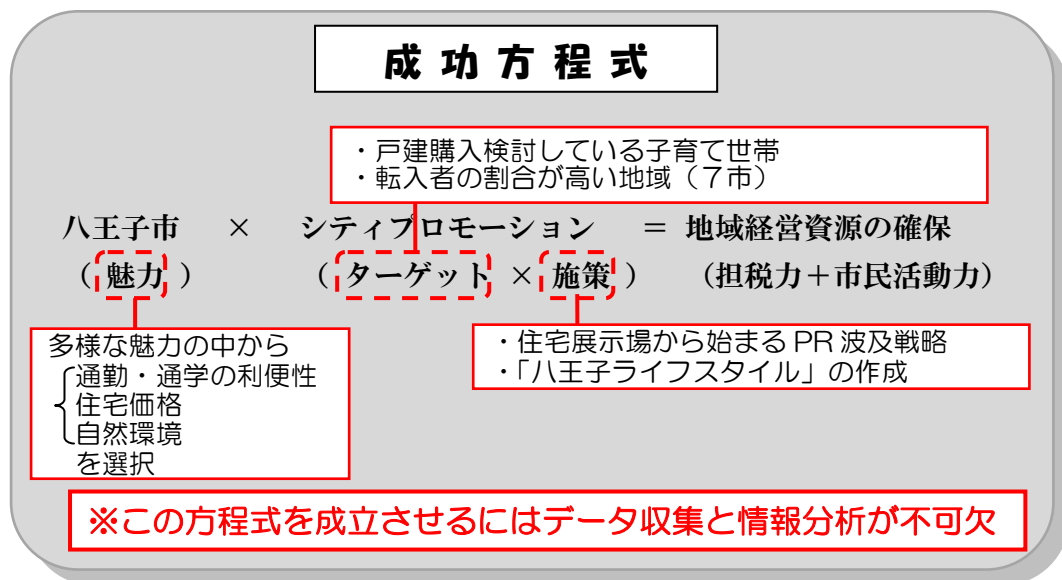 成功方程式
・戸建購入検討している子育て世帯
・転入者の割合が高い地域（７市）
八王子市 × シティプロモーション ＝ 地域経営資源の確保
（魅力） （ターゲット × 施策） （担税力＋市民活動力）
多様な魅力の中から
通勤・通学の利便性
住宅価格
自然環境
を選択
・住宅展示場から始まる PR 波及戦略
・「八王子ライフスタイル」の作成
※この方程式を成立させるにはデータ収集と情報分析が不可欠